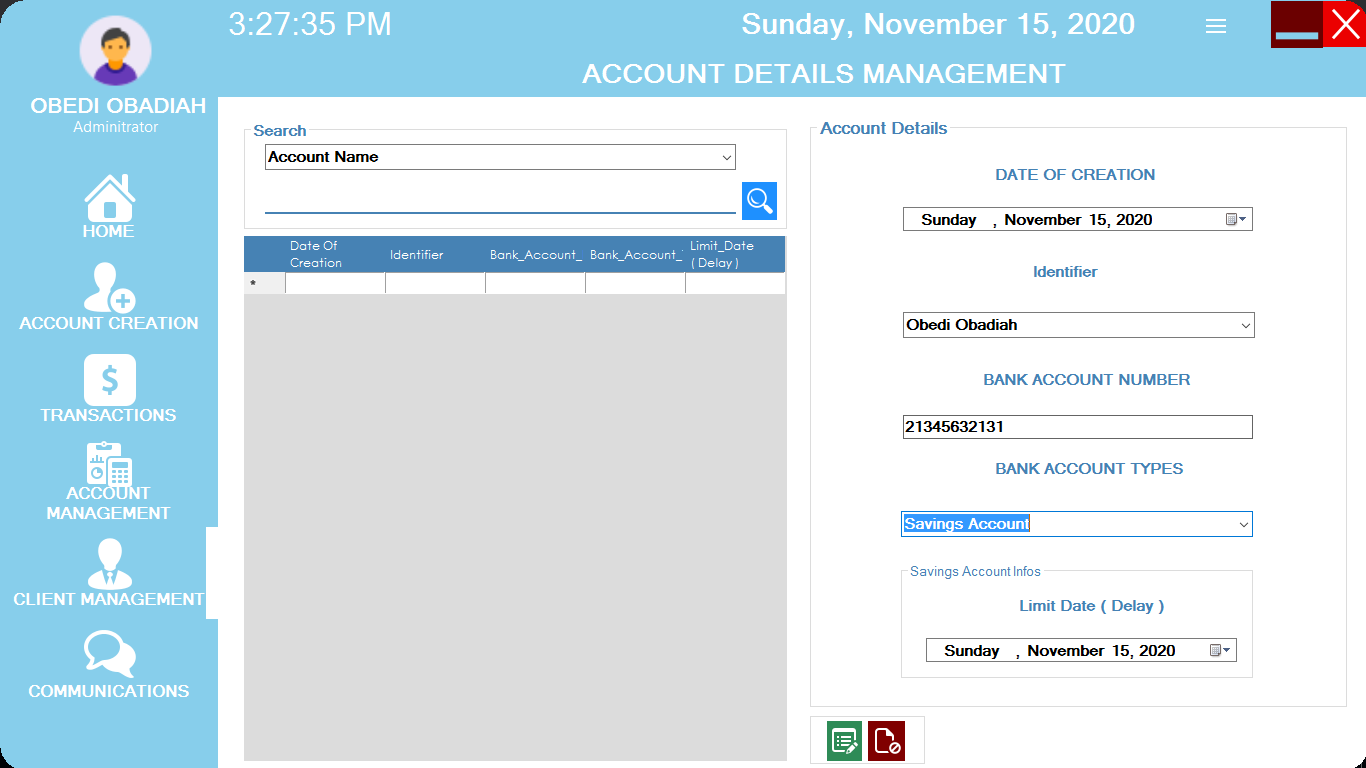 3:27:35 PM
Sunday, November 15, 2020
ACCOUNT DETAILS MANAGEMENT
OBEDI OBADIAH
Adminitrator
HOME
ACCOUNT CREATION
$
TRANSACTIONS
ACCOUNT
MANAGEMENT
CLIENT MANAGEMENT
COMMUNICATIONS
Search
Account Name
Date Of
Creation
Identifier
Bank_Account_
Bank_Account_
Limit_Date
( Delay )
*
Account Details
DATE OF CREATION
Sunday , November 15, 2020
Identifier
Obedi Obadiah
BANK ACCOUNT NUMBER
21345632131
BANK ACCOUNT TYPES
Savings Account
Savings Account Infos
Limit Date ( Delay )
Sunday , November 15, 2020